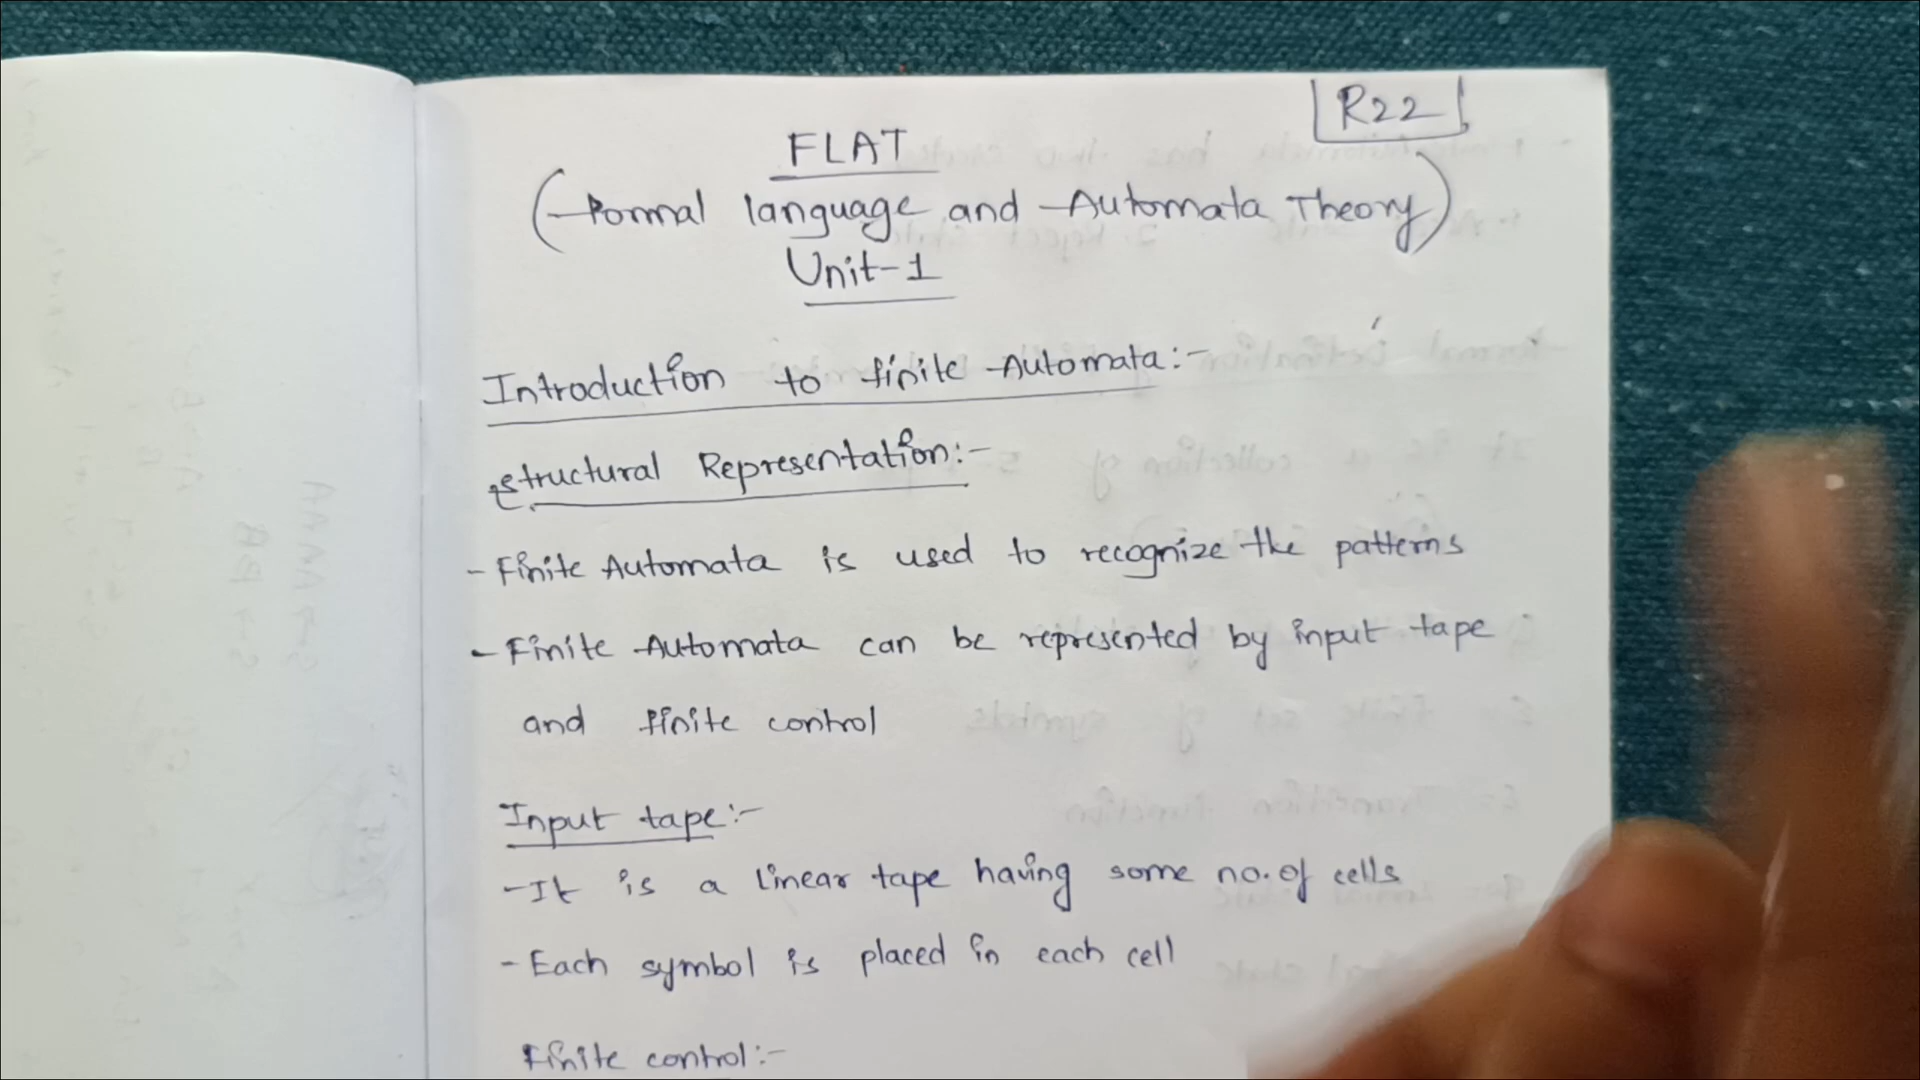 R22
FLAT
(Formal language and Automata Theory)
Unit-1
Introduction to finite Automata:-
structural Representation:-
- Finite Automata is used to recognize the patterns
- Finite Automata can be represented by input tape
and finite control
Input tape:-
- It is a linear tape having some no. of cells
- Each symbol is placed in each cell
Finite control:-